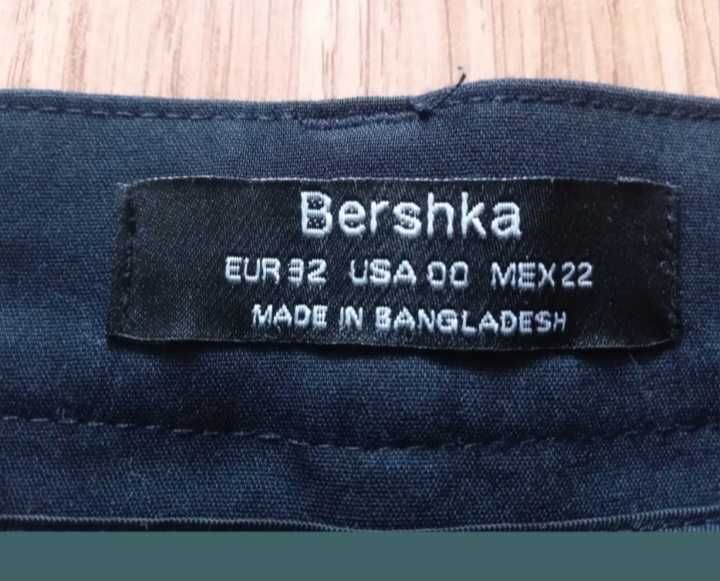 Bershka
EUR 32 USA 00 MEX 22
MADE IN BANGLADESH